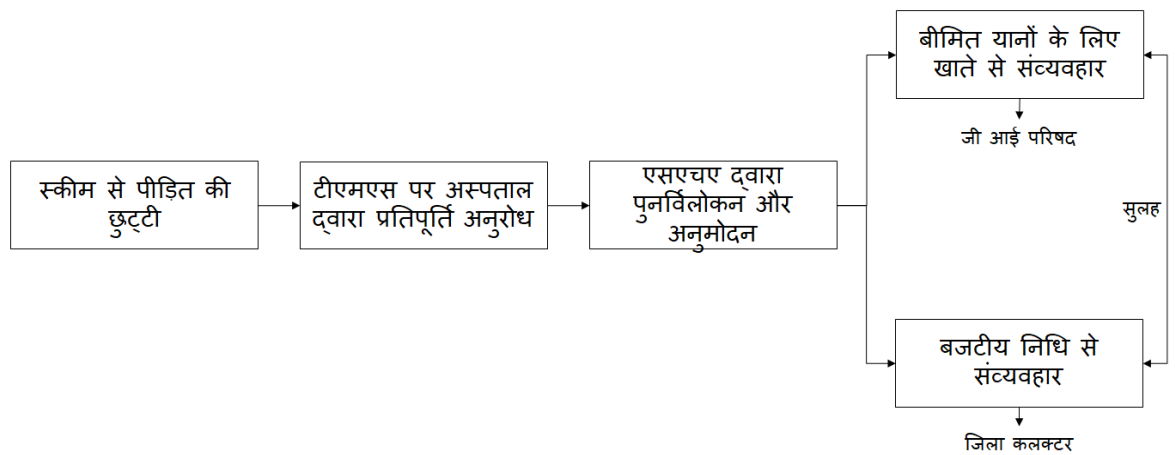 स्कीम से पीड़ित की
छुट्टी
टीएमएस पर अस्पताल
द्वारा प्रतिपूर्ति अनुरोध
एसएचए द्वारा
पुनर्विलोकन और
अनुमोदन
बीमित यानों के लिए
खाते से संव्यवहार
जी आई परिषद
सुलह
बजटीय निधि से
संव्यवहार
जिला कलक्टर